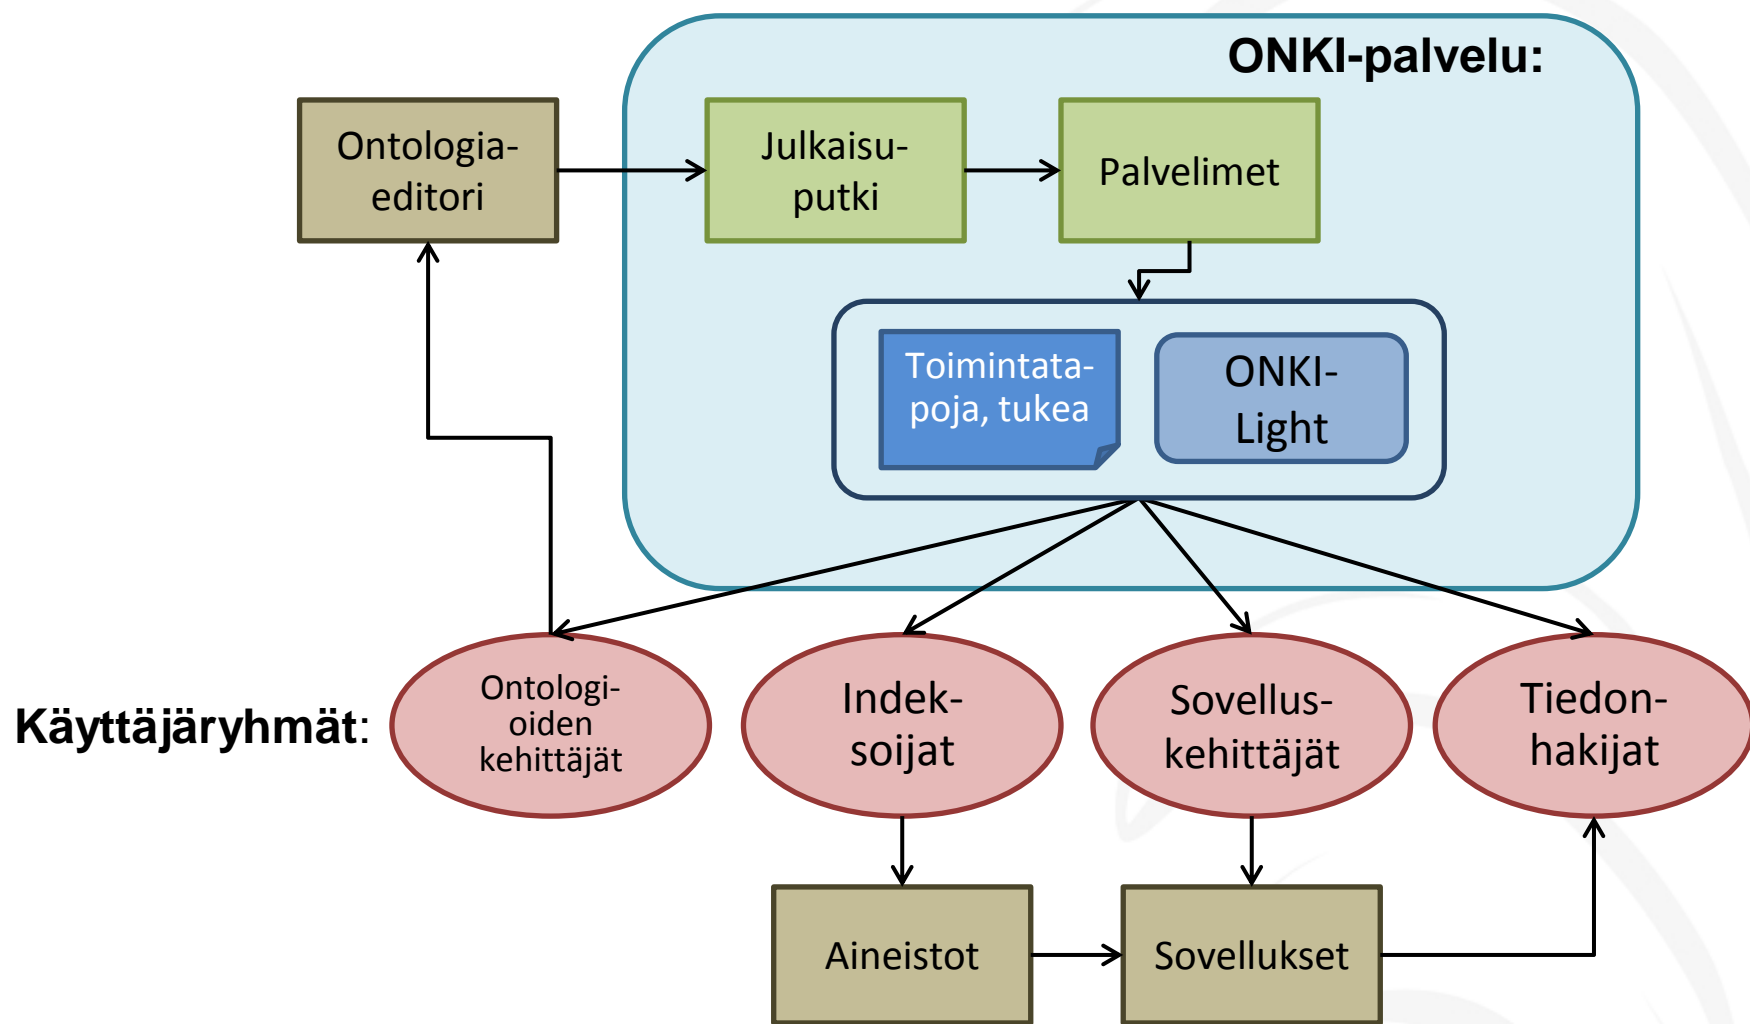 ONKI-palvelu:
Ontologia-
editori
Julkaisu-
putki
Palvelimet
Toimintata-
poja, tukea
ONKI-
Light
Käyttäjäryhmät:
Ontologi-
oiden
kehittäjät
Indek-
soijat
Sovellus-
kehittäjät
Tiedon-
hakijat
Aineistot
Sovellukset